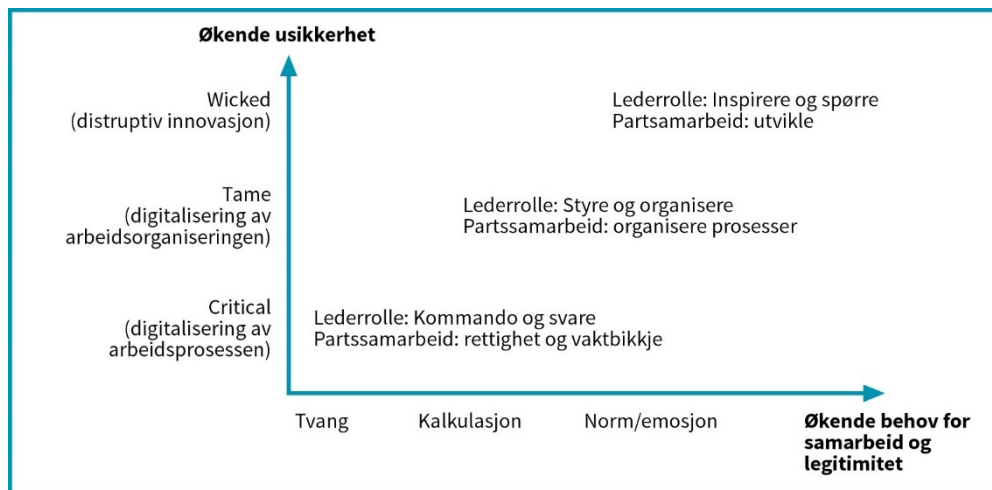 Økende usikkerhet
Wicked
(distruptiv innovasjon)
Lederrolle: Inspirere og spørre
Partsamarbeid: utvikle
Tame
(digitalisering av
arbeidsorganiseringen)
Lederrolle: Styre og organisere
Partssamarbeid: organisere prosesser
Critical
(digitalisering av
arbeidsprosessen)
Lederrolle: Kommando og svare
Partssamarbeid: rettighet og vaktbikkje
Tvang
Kalkulasjon
Norm/emosjon
Økende behov for
samarbeid og
legitimitet